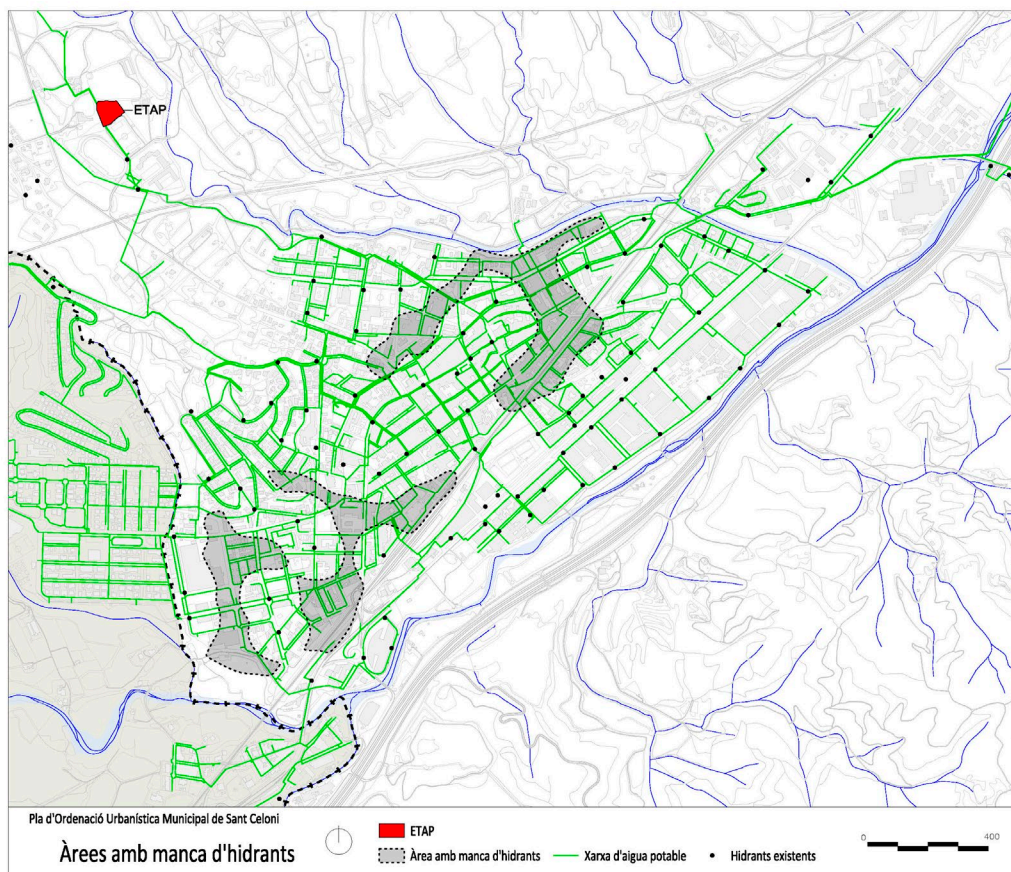 ETAP
Pla d'Ordenació Urbanística Municipal de Sant Celoni
Àrees amb manca d'hidrants
ETAP
Àrea amb manca d'hidrants
Xarxa d'aigua potable
Hidrants existents
0
400